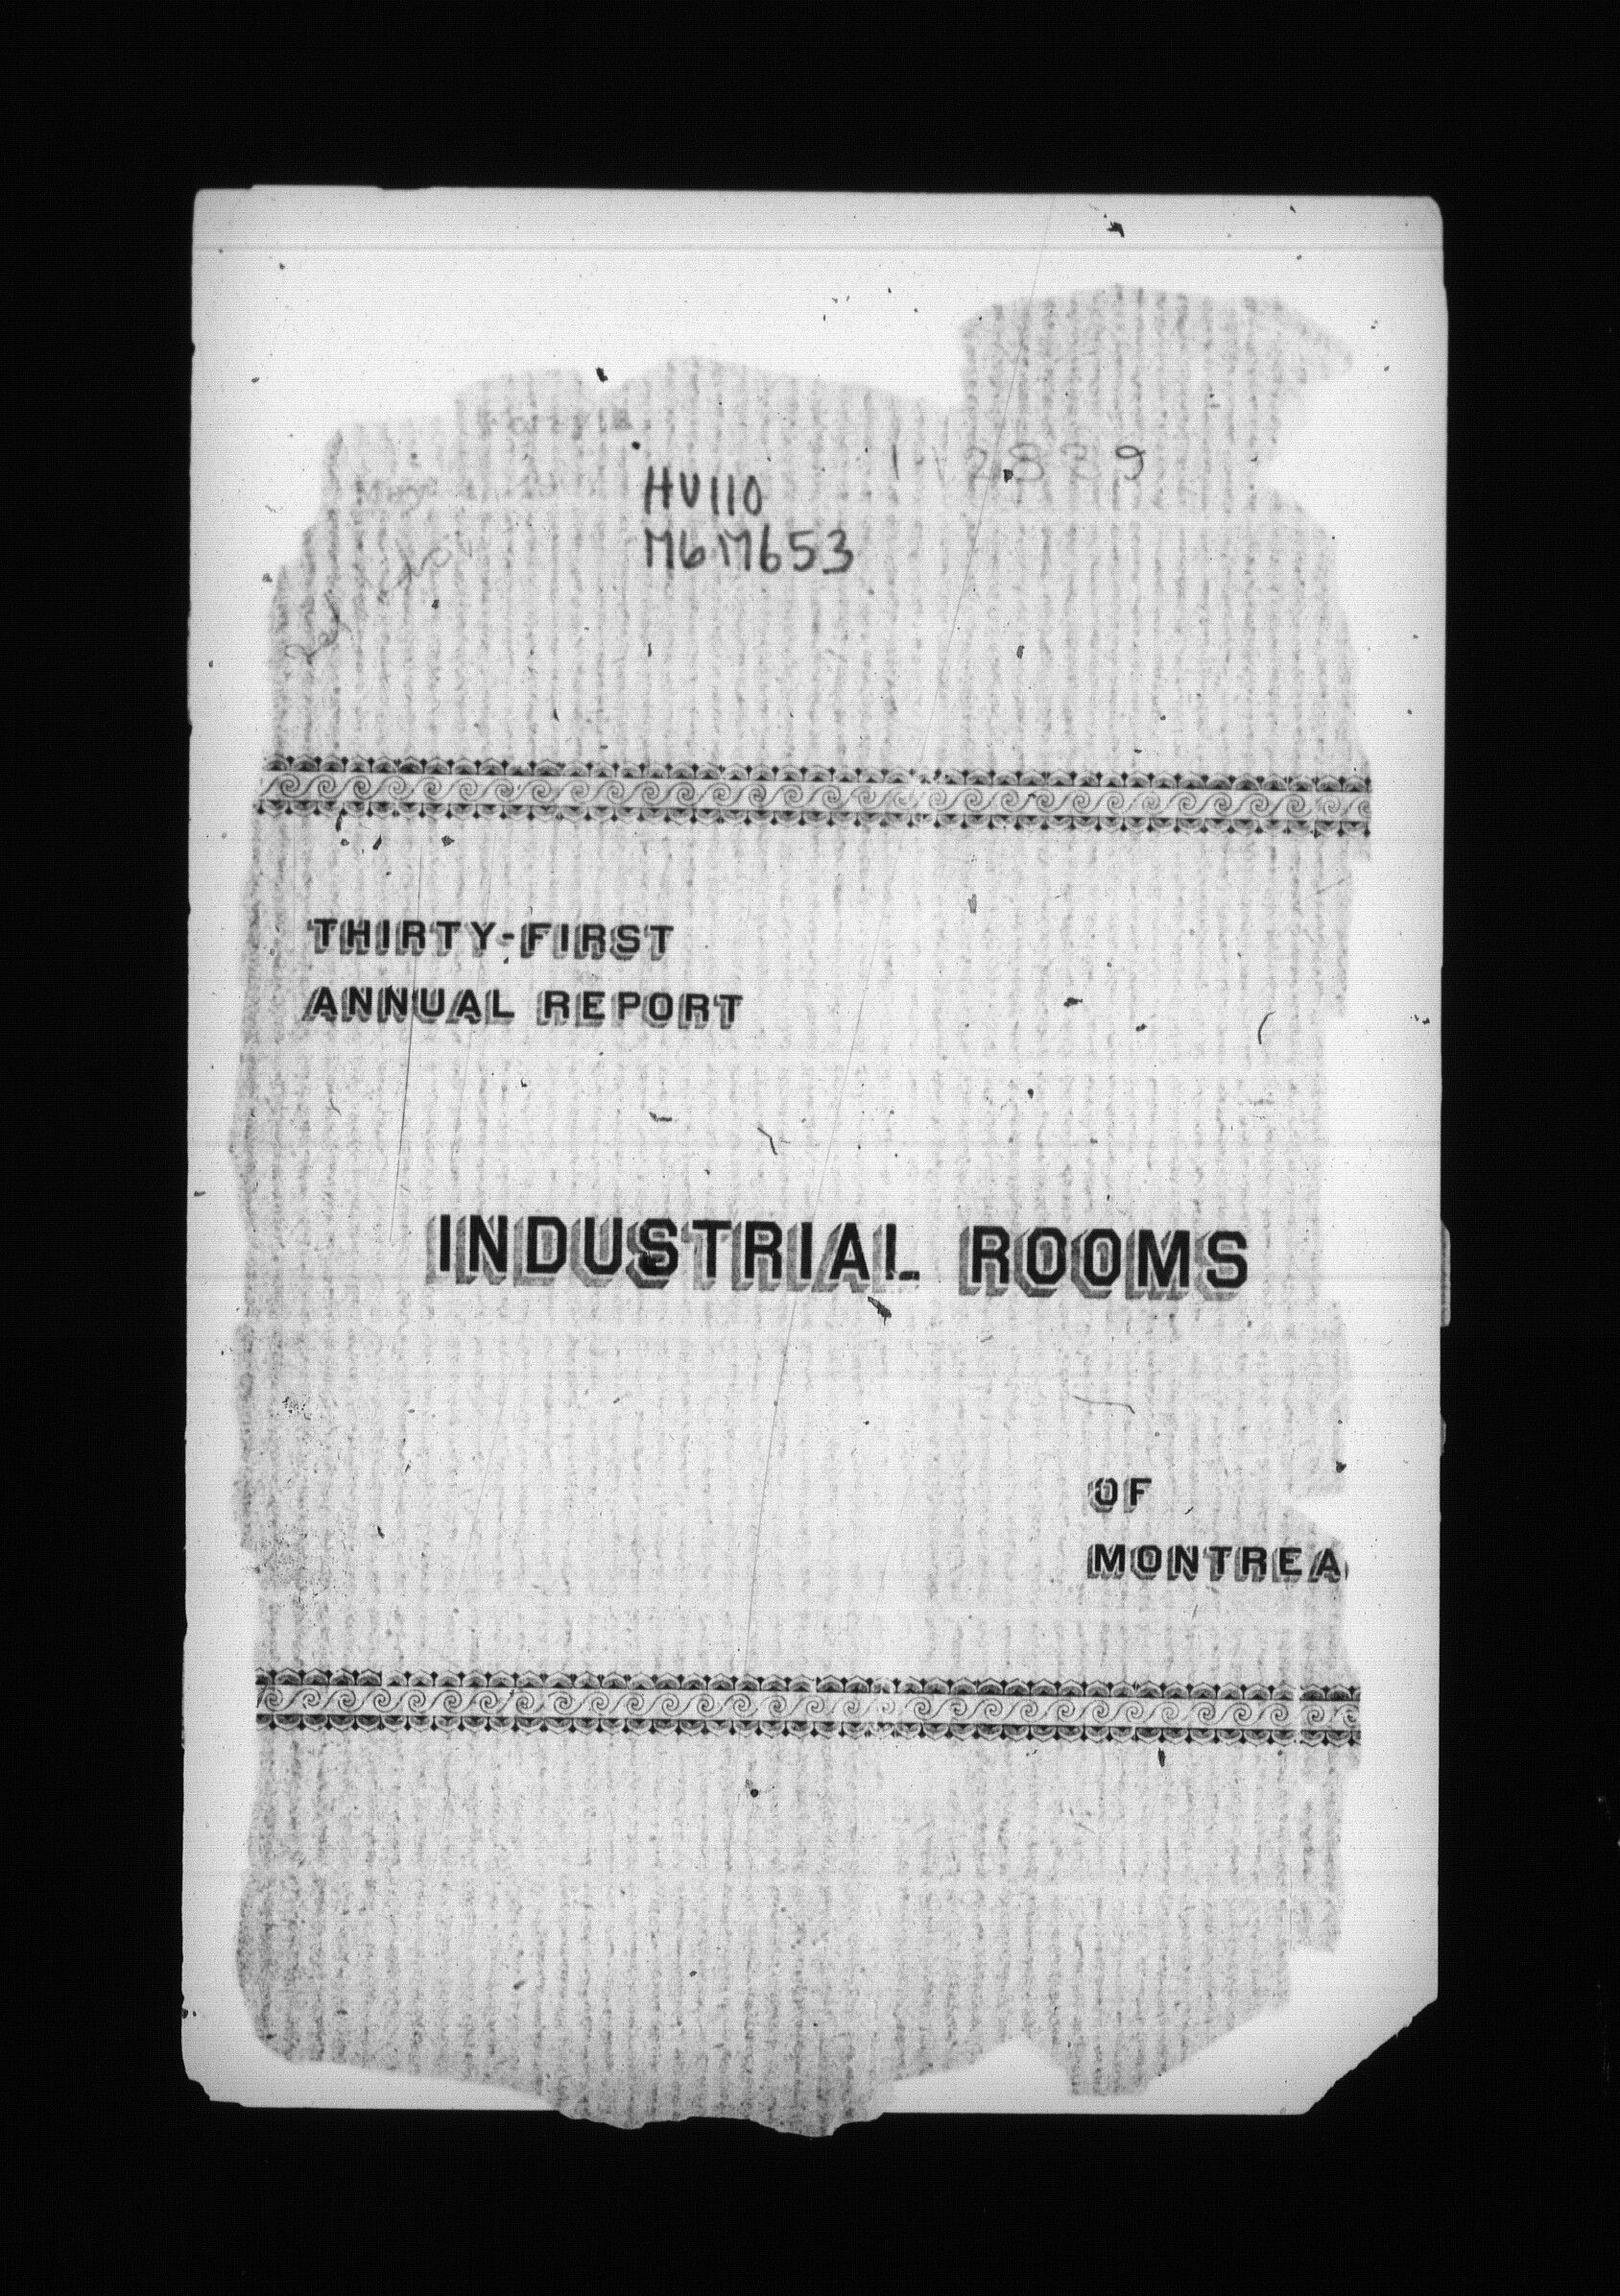 HV110
M6M653
THIRTY-FIRST
ANNUAL REPORT
INDUSTRIAL ROOMS
OF
MONTREA